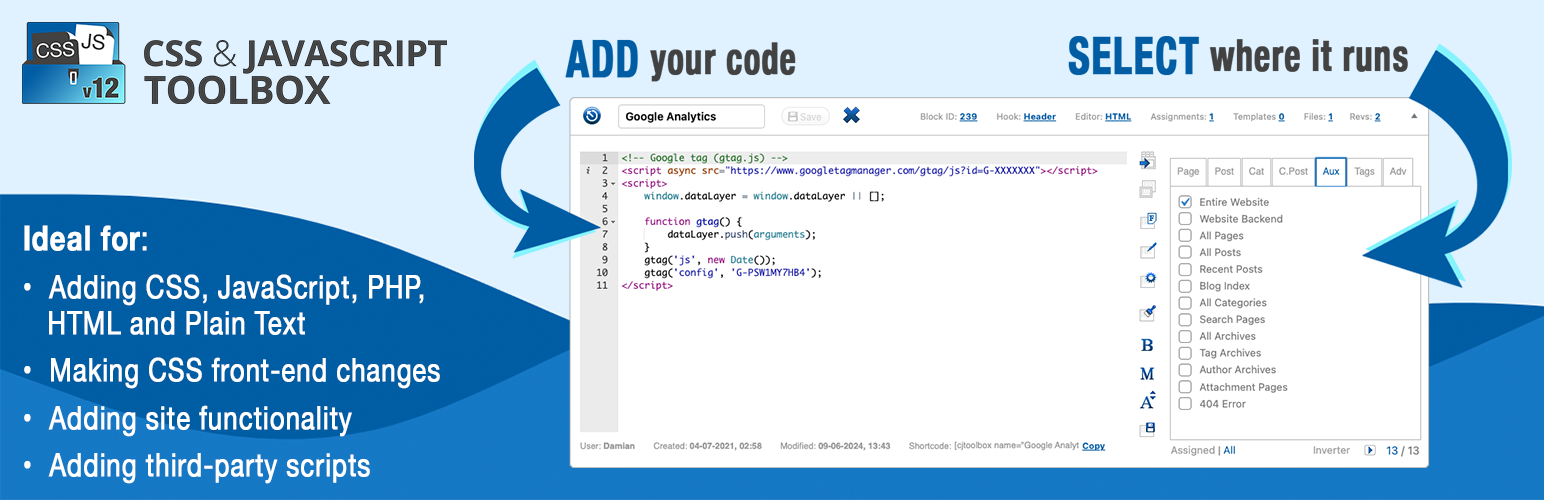 CSS JS
v12
CSS & JAVASCRIPT
TOOLBOX
ADD your code
SELECT where it runs
Ideal for:
• Adding CSS, JavaScript, PHP,
HTML and Plain Text
• Making CSS front-end changes
• Adding site functionality
• Adding third-party scripts
Google Analytics
Save
Block ID: 239
Hook: Header
Editor: HTML
Assignments: 1
Templates 0
Files: 1
Revs: 2
1 <!-- Google tag (gtag.js) -->
i 2 <script async src="https://www.googletagmanager.com/gtag/js?id=G-XXXXXXX"></script>
3 <script>
4 window.dataLayer = window.dataLayer || [];
5
6 function gtag() {
7 dataLayer.push(arguments);
8 }
9 gtag('js', new Date());
10 gtag('config', 'G-PSW1MY7HB4');
11 </script>
F
B
M
A
Page Post Cat C.Post Aux Tags Adv
Entire Website
Website Backend
All Pages
All Posts
Recent Posts
Blog Index
All Categories
Search Pages
All Archives
Tag Archives
Author Archives
Attachment Pages
404 Error
User: Damian
Created: 04-07-2021, 02:58
Modified: 09-06-2024, 13:43
Shortcode: [cjtoolbox name="Google Analyt Copy
Assigned | All
Inverter
13 / 13